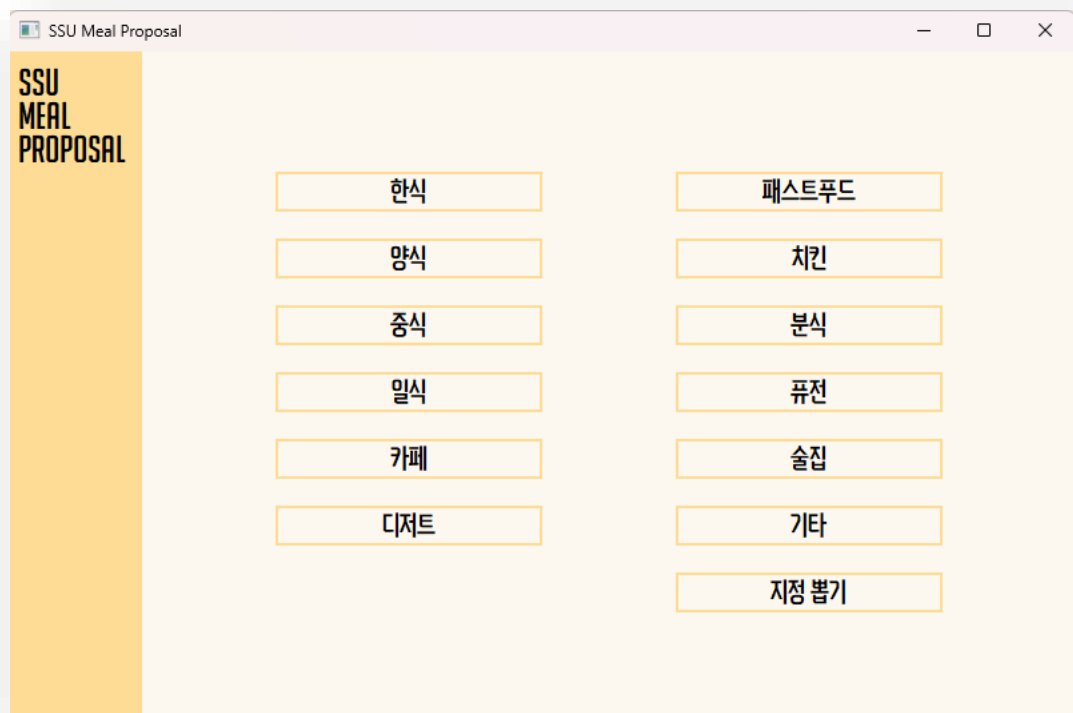 SSU Meal Proposal
SSU
MEAL
PROPOSAL
한식
양식
중식
일식
카페
디저트
패스트푸드
치킨
분식
퓨전
술집
기타
지정 뽑기